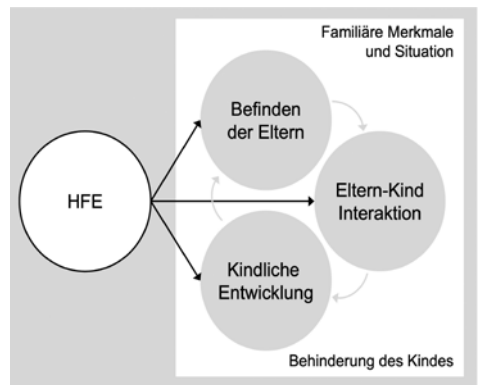 Familiäre Merkmale
und Situation
Befinden
der Eltern
HFE
Eltern-Kind
Interaktion
Kindliche
Entwicklung
Behinderung des Kindes